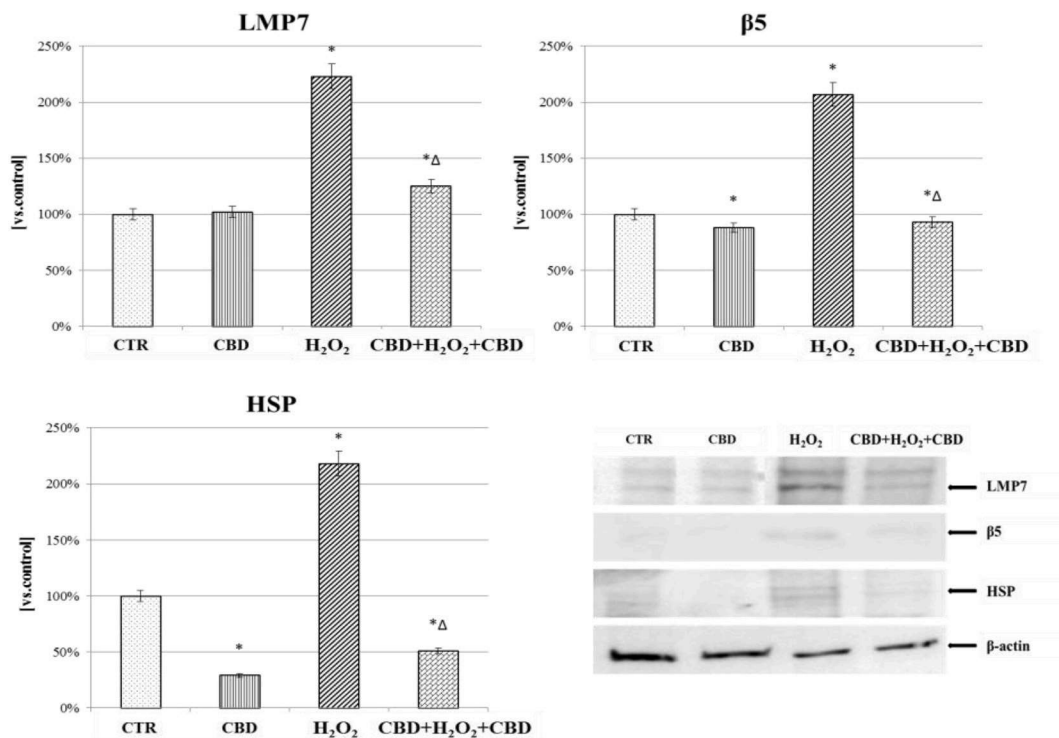 LMP7
250%
200%
150%
100%
50%
0%
[vs.control]
*
*Δ
CTR CBD H₂O₂ CBD+H₂O₂+CBD
β5
250%
200%
150%
100%
50%
0%
[vs.control]
*
*
*Δ
CTR CBD H₂O₂ CBD+H₂O₂+CBD
HSP
250%
200%
150%
100%
50%
0%
[vs.control]
*
*
*Δ
CTR CBD H₂O₂ CBD+H₂O₂+CBD
CTR CBD H₂O₂ CBD+H₂O₂+CBD
LMP7
β5
HSP
β-actin